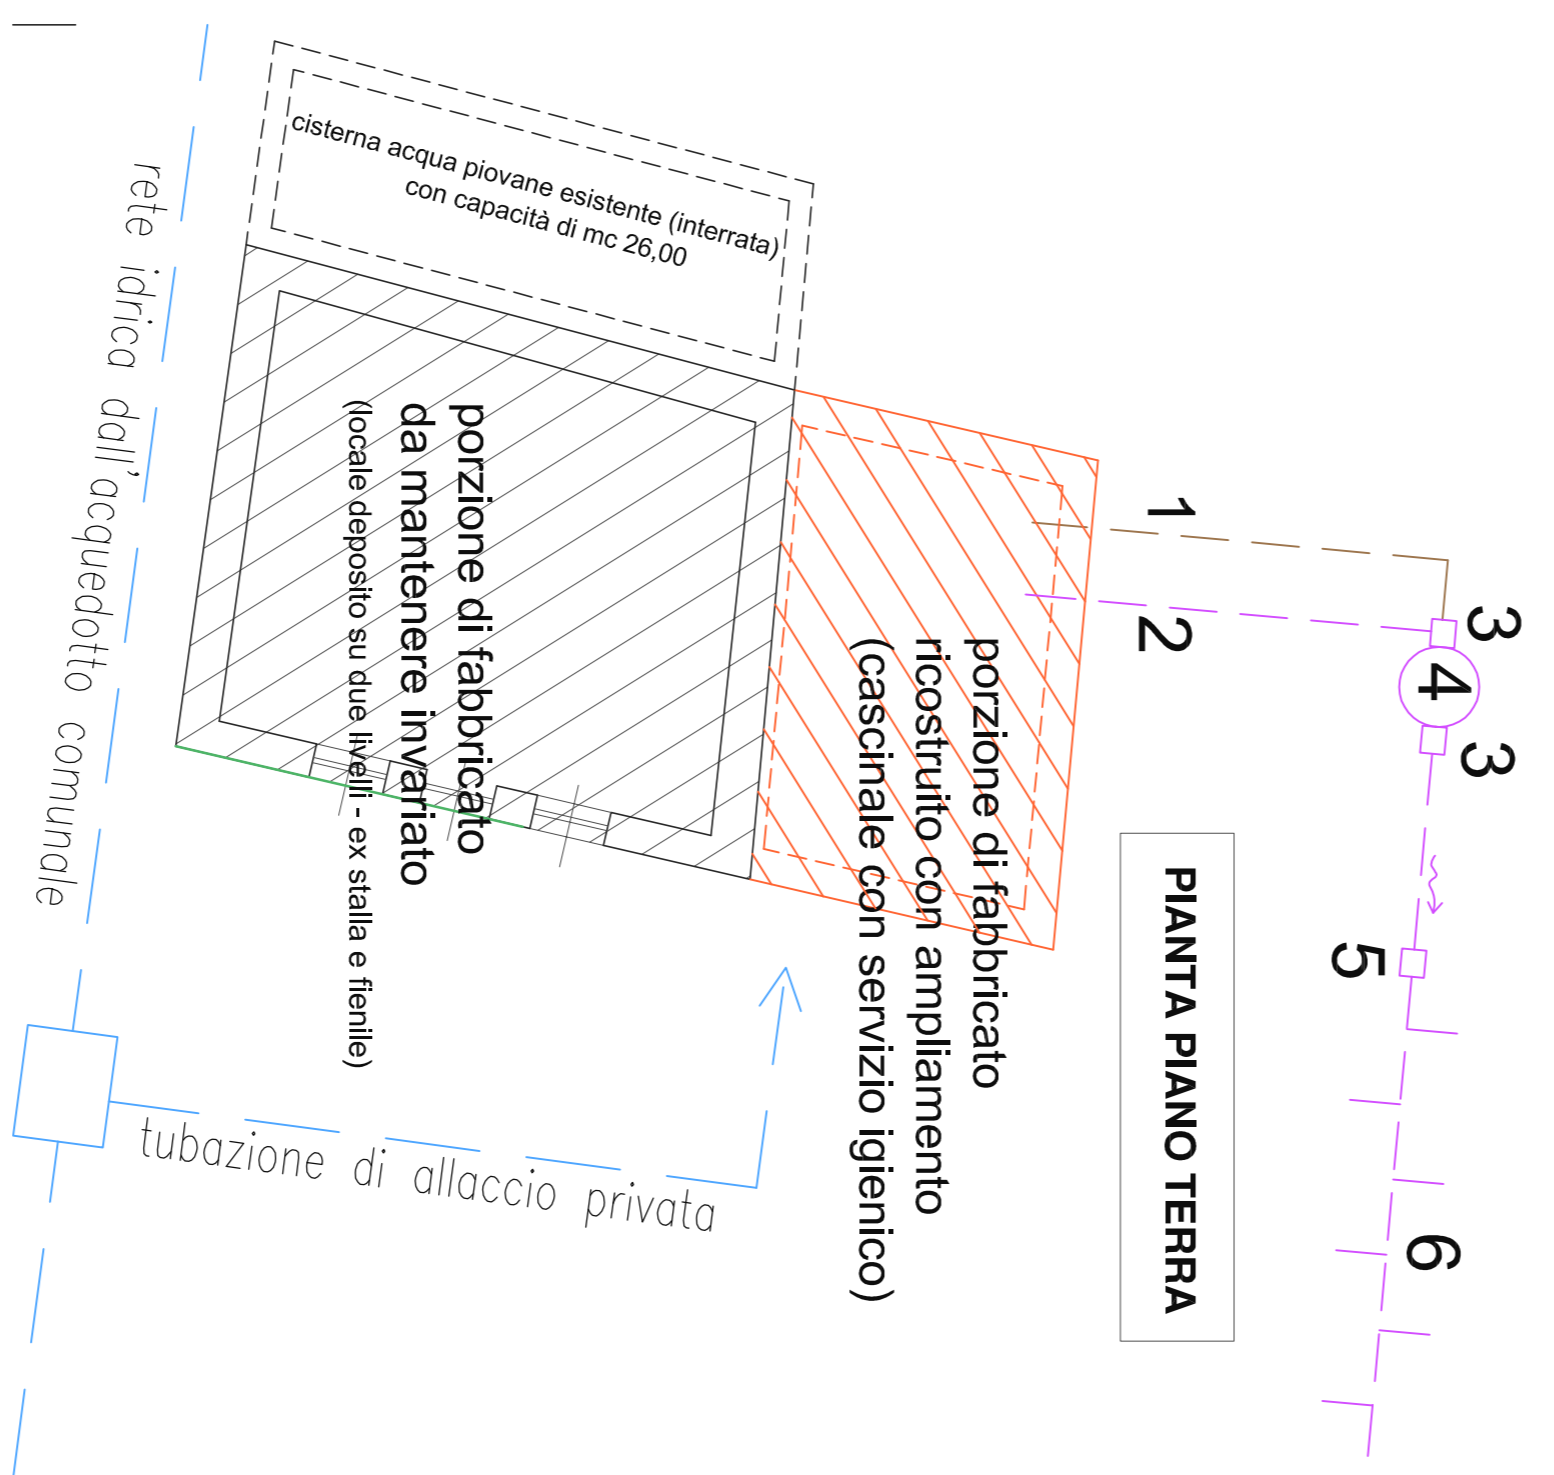 cisterna acqua piovane esistente (interrata)
con capacità di mc 26,00
rete idrica dall'acquedotto comunale
porzione di fabbricato
da mantenere invariato
(locale deposito su due livelli - ex stalla e fienile)
porzione di fabbricato
ricostruito con ampliamento
(cascinale con servizio igienico)
tubazione di allaccio privata
PIANTA PIANO TERRA
1
2
3
4
3
5
6